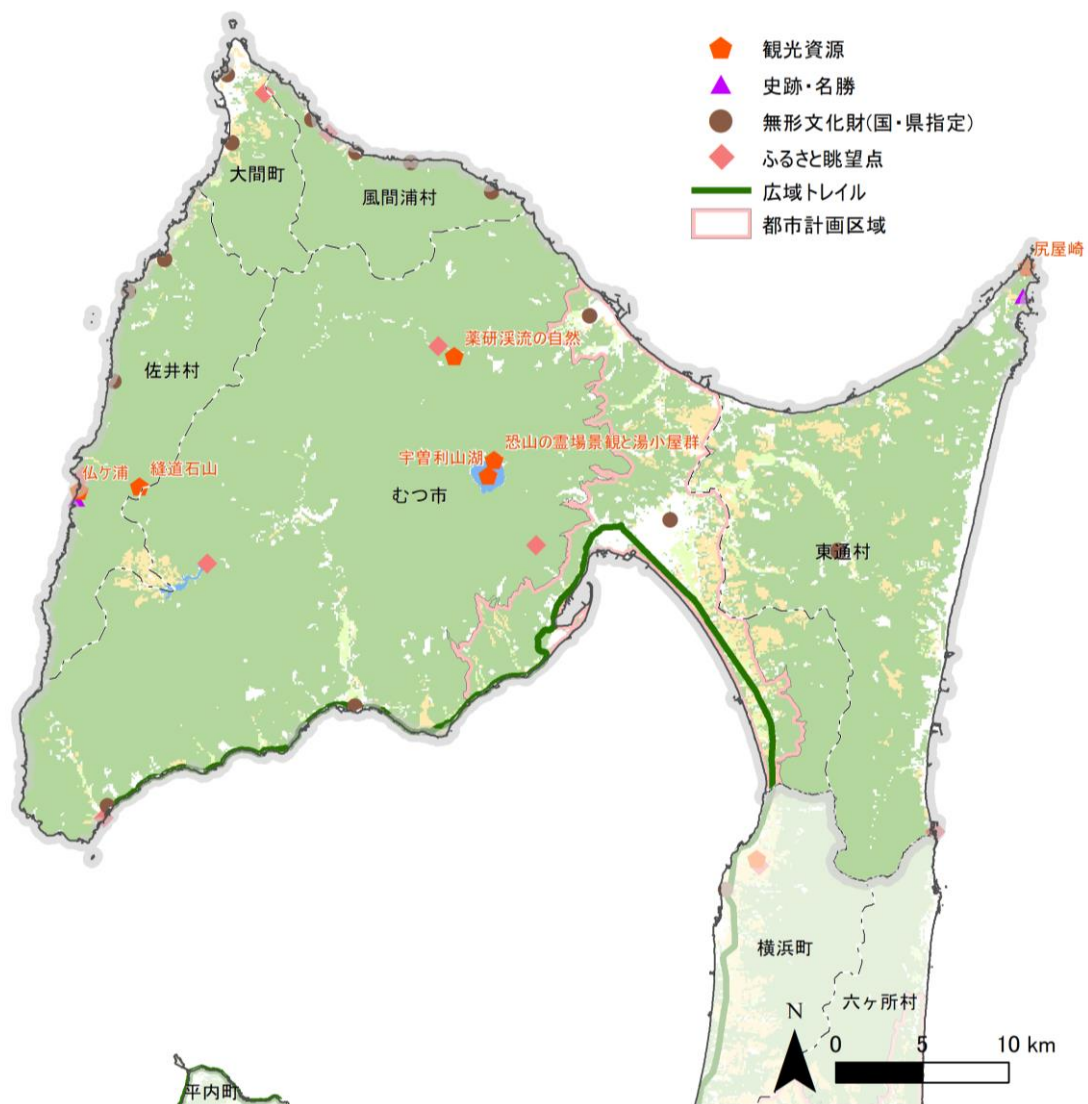 観光資源
史跡・名勝
無形文化財(国・県指定)
ふるさと眺望点
広域トレイル
都市計画区域
大間町
風間浦村
尻屋崎
薬研渓流の自然
佐井村
恐山の霊場景観と湯小屋群
宇曽利山湖
仏ケ浦
縫道石山
むつ市
東通村
横浜町
六ヶ所村
N
0 5 10 km
平内町